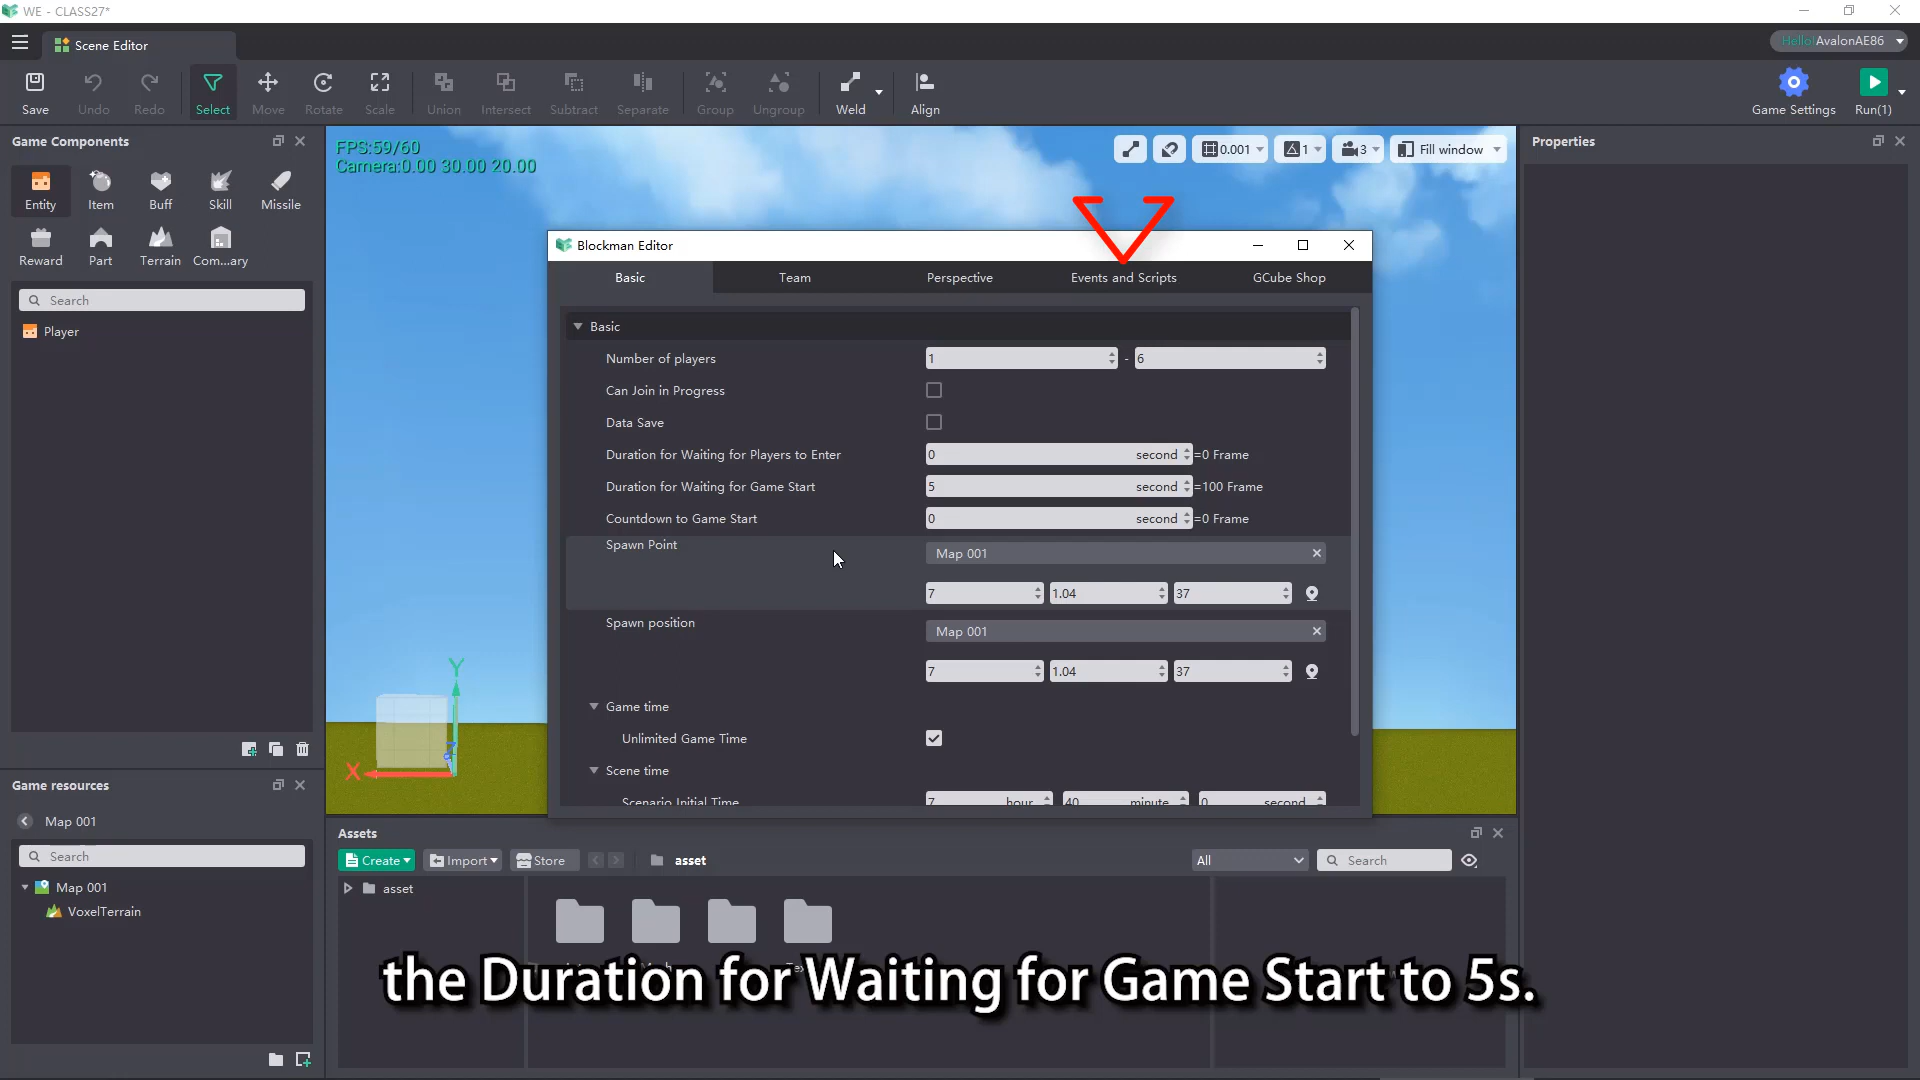 WE - CLASS27*
Scene Editor
Hello! AvalonAE86
Save
Undo
Redo
Select
Move
Rotate
Scale
Union
Intersect
Subtract
Separate
Group
Ungroup
Weld
Align
Game Settings
Run(1)
Game Components
Entity
Item
Buff
Skill
Missile
Reward
Part
Terrain
Com...ary
Search
Player
FPS:59/60
Camera:0.00 30.00 20.00
0.001
1
3
Fill window
Properties
Blockman Editor
Basic
Team
Perspective
Events and Scripts
GCube Shop
Basic
Number of players 1 - 6
Can Join in Progress
Data Save
Duration for Waiting for Players to Enter 0 second =0 Frame
Duration for Waiting for Game Start 5 second =100 Frame
Countdown to Game Start 0 second =0 Frame
Spawn Point Map 001
7 1.04 37
Spawn position Map 001
7 1.04 37
Game time
Unlimited Game Time
Scene time
Scenario Initial Time 7 hour 40 minute 0 second
X
Y
Game resources
Map 001
Search
Map 001
VoxelTerrain
Assets
Create
Import
Store
asset
All
Search
asset
the Duration for Waiting for Game Start to 5s.